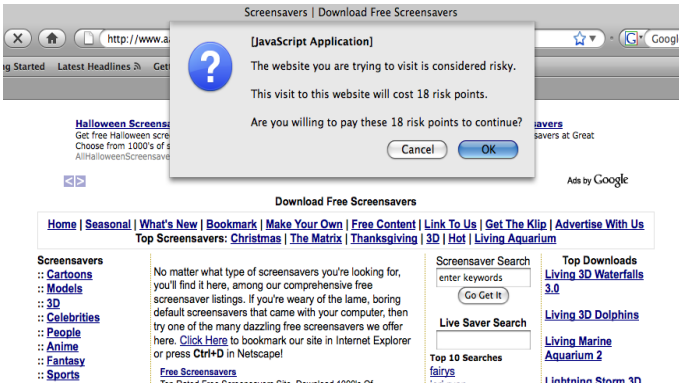 Screensavers | Download Free Screensavers
http://www.a
Googl
g Started Latest Headlines Get
[JavaScript Application]
The website you are trying to visit is considered risky.
This visit to this website will cost 18 risk points.
Are you willing to pay these 18 risk points to continue?
Cancel OK
Halloween Screensa
Get free Halloween scre
Choose from 1000's of s
AllHalloweenScreensave
savers
savers at Great
Ads by Google
Download Free Screensavers
Home | Seasonal | What's New | Bookmark | Make Your Own | Free Content | Link To Us | Get The Klip | Advertise With Us
Top Screensavers: Christmas | The Matrix | Thanksgiving | 3D | Hot | Living Aquarium
Screensavers
:: Cartoons
:: Models
:: 3D
:: Celebrities
:: People
:: Anime
:: Fantasy
:: Sports
No matter what type of screensavers you're looking for,
you'll find it here, among our comprehensive free
screensaver listings. If you're weary of the lame, boring
default screensavers that came with your computer, then
try one of the many dazzling free screensavers we offer
here. Click Here to bookmark our site in Internet Explorer
or press Ctrl+D in Netscape!
Free Screensavers
Screensaver Search
enter keywords
Go Get It
Live Saver Search
Top 10 Searches
fairys
Top Downloads
Living 3D Waterfalls
3.0
Living 3D Dolphins
Living Marine
Aquarium 2
Lightning Storm 3D